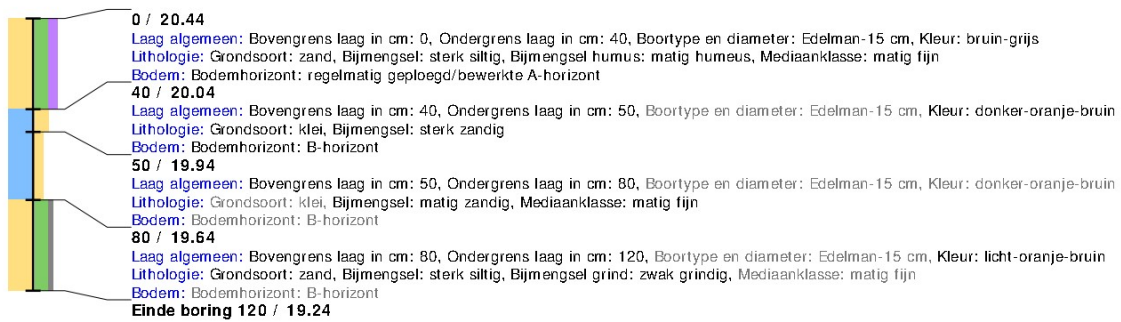 0 / 20.44
Laag algemeen: Bovengrens laag in cm: 0, Ondergrens laag in cm: 40, Boortype en diameter: Edelman-15 cm, Kleur: bruin-grijs
Lithologie: Grondsoort: zand, Bijmengsel: sterk siltig, Bijmengsel humus: matig humeus, Mediaanklasse: matig fijn
Bodem: Bodemhorizont: regelmatig geploegd/bewerkte A-horizont
40 / 20.04
Laag algemeen: Bovengrens laag in cm: 40, Ondergrens laag in cm: 50, Boortype en diameter: Edelman-15 cm, Kleur: donker-oranje-bruin
Lithologie: Grondsoort: klei, Bijmengsel: sterk zandig
Bodem: Bodemhorizont: B-horizont
50 / 19.94
Laag algemeen: Bovengrens laag in cm: 50, Ondergrens laag in cm: 80, Boortype en diameter: Edelman-15 cm, Kleur: donker-oranje-bruin
Lithologie: Grondsoort: klei, Bijmengsel: matig zandig, Mediaanklasse: matig fijn
Bodem: Bodemhorizont: B-horizont
80 / 19.64
Laag algemeen: Bovengrens laag in cm: 80, Ondergrens laag in cm: 120, Boortype en diameter: Edelman-15 cm, Kleur: licht-oranje-bruin
Lithologie: Grondsoort: zand, Bijmengsel: sterk siltig, Bijmengsel grind: zwak grindig, Mediaanklasse: matig fijn
Bodem: Bodemhorizont: B-horizont
Einde boring 120 / 19.24